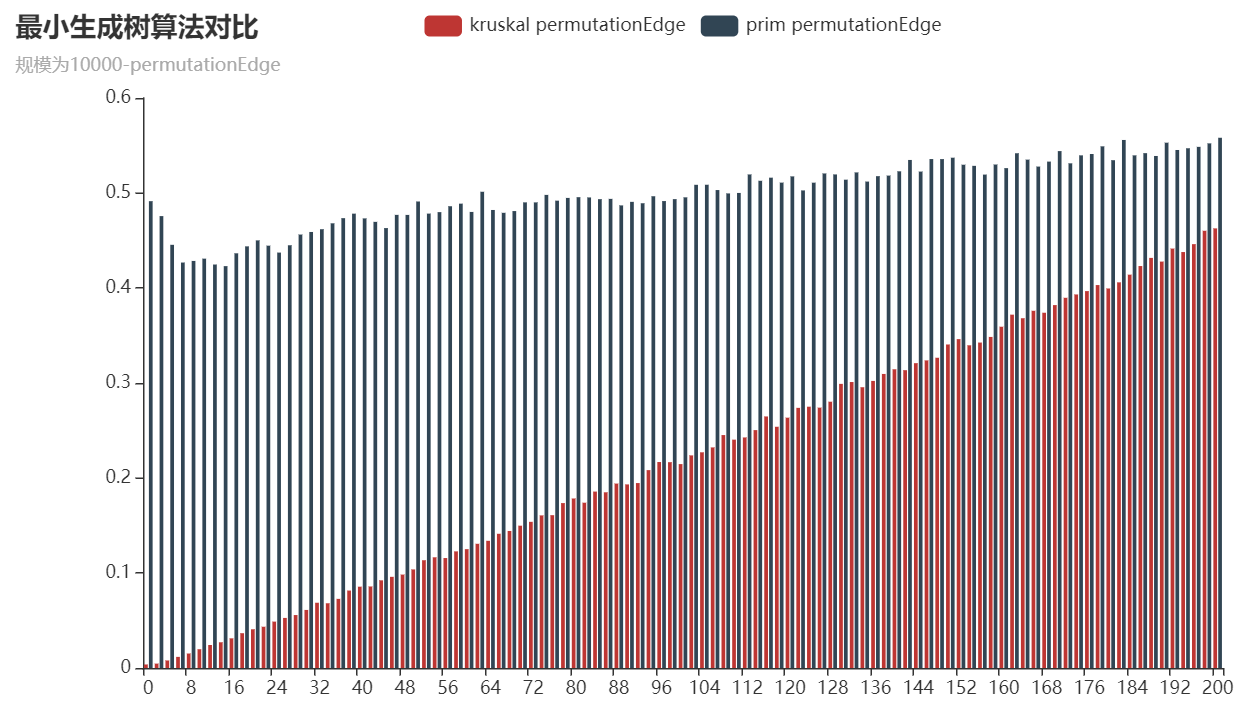 最小生成树算法对比
规模为10000-permutationEdge
kruskal permutationEdge
prim permutationEdge
0.6
0.5
0.4
0.3
0.2
0.1
0
0 8 16 24 32 40 48 56 64 72 80 88 96 104 112 120 128 136 144 152 160 168 176 184 192 200